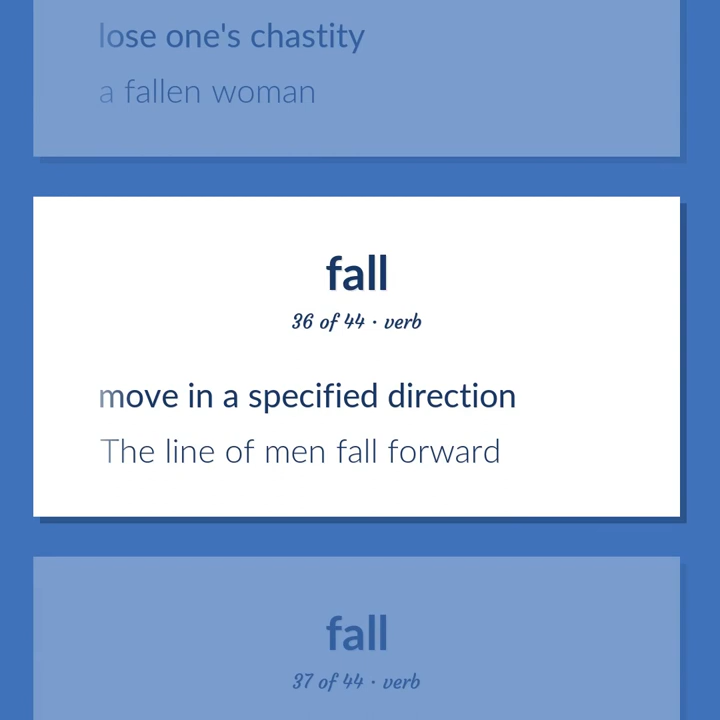 lose one's chastity
a fallen woman
fall
36 of 44 · verb
move in a specified direction
The line of men fall forward
fall
37 of 44 · verb